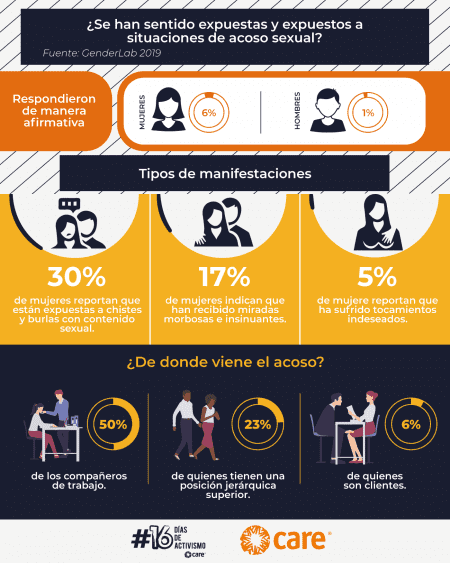 ¿Se han sentido expuestas y expuestos a
situaciones de acoso sexual?
Fuente: GenderLab 2019
Respondieron
de manera
afirmativa
MUJERES
6%
HOMBRES
1%
Tipos de manifestaciones
30%
de mujeres reportan que
están expuestas a chistes
y burlas con contenido
sexual.
17%
de mujeres indican que
han recibido miradas
morbosas e insinuantes.
5%
de mujere reportan que
ha sufrido tocamientos
indeseados.
¿De donde viene el acoso?
50%
de los compañeros
de trabajo.
23%
de quienes tienen una
posición jerárquica
superior.
6%
de quienes
son clientes.
#16 DÍAS
DE
ACTIVISMO
care
care